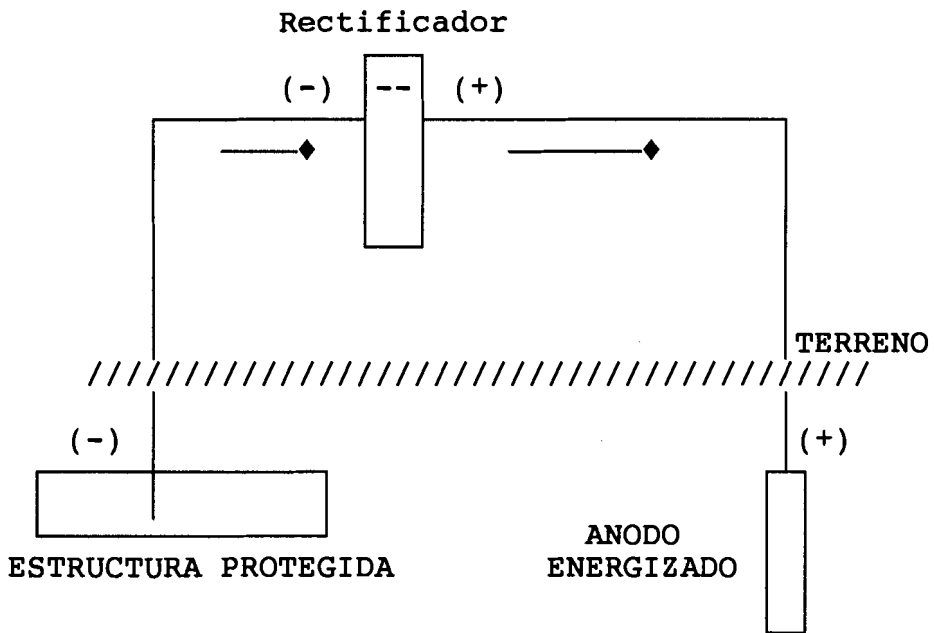 Rectificador
(-) -- (+)
TERRENO
(-) (+)
ESTRUCTURA PROTEGIDA
ANODO
ENERGIZADO